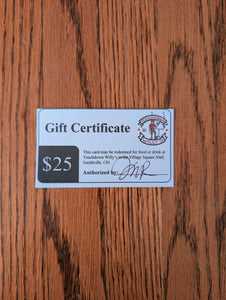 Gift Certificate
$25
This card may be redeemed for food or drink at
Touchdown Willy's in the Village Square Mall,
Smithville, ON.
Authorized by: